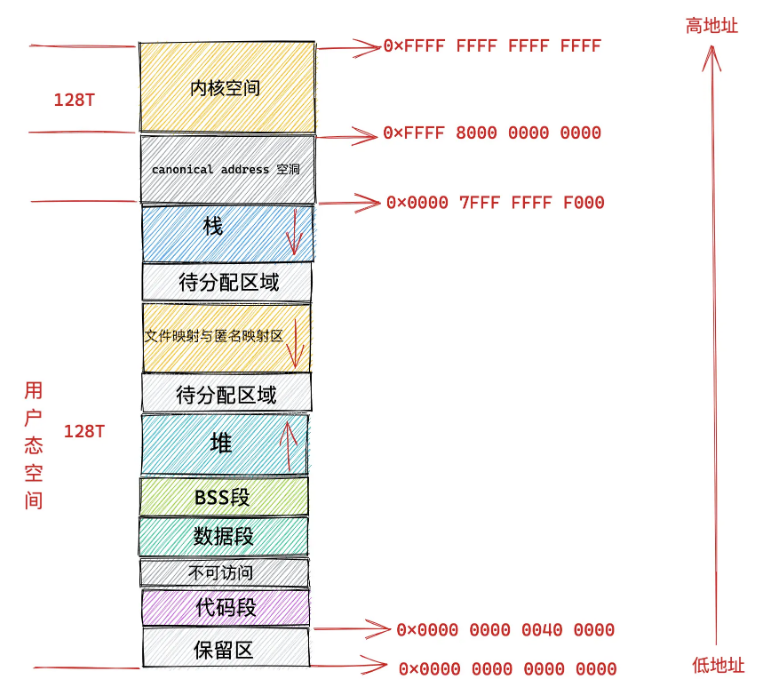 高地址
0×FFFF FFFF FFFF FFFF
内核空间
128T
0×FFFF 8000 0000 0000
canonical address 空洞
0×0000 7FFF FFFF F000
栈
待分配区域
文件映射与匿名映射区
待分配区域
用户态空间
128T
堆
BSS段
数据段
不可访问
代码段
0×0000 0000 0040 0000
保留区
0×0000 0000 0000 0000
低地址